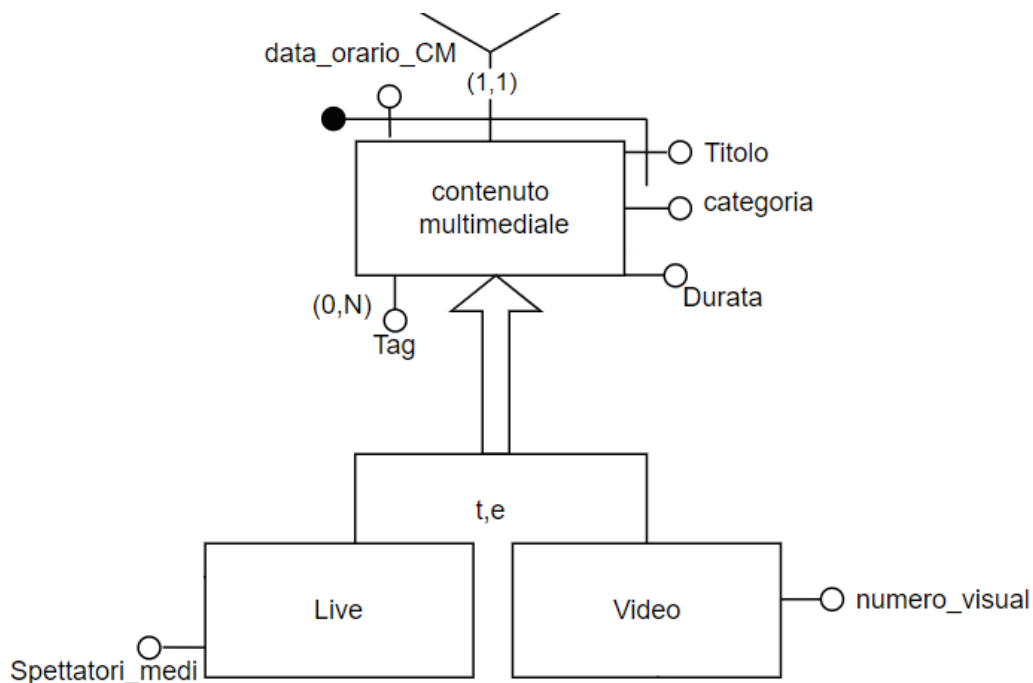 data_orario_CM
(1,1)
Titolo
contenuto
multimediale
categoria
Durata
(0,N)
Tag
t,e
Live
Video
numero_visual
Spettatori_medi